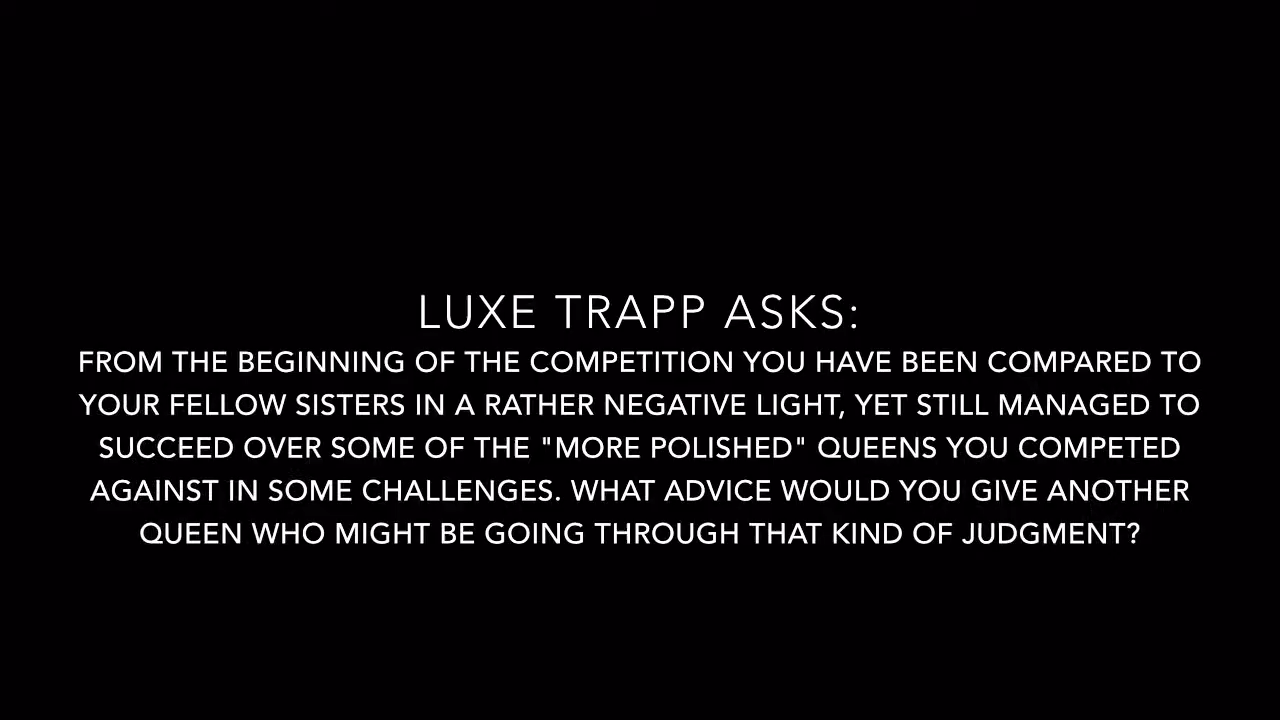 LUXE TRAPP ASKS:
FROM THE BEGINNING OF THE COMPETITION YOU HAVE BEEN COMPARED TO
YOUR FELLOW SISTERS IN A RATHER NEGATIVE LIGHT, YET STILL MANAGED TO
SUCCEED OVER SOME OF THE "MORE POLISHED" QUEENS YOU COMPETED
AGAINST IN SOME CHALLENGES. WHAT ADVICE WOULD YOU GIVE ANOTHER
QUEEN WHO MIGHT BE GOING THROUGH THAT KIND OF JUDGMENT?